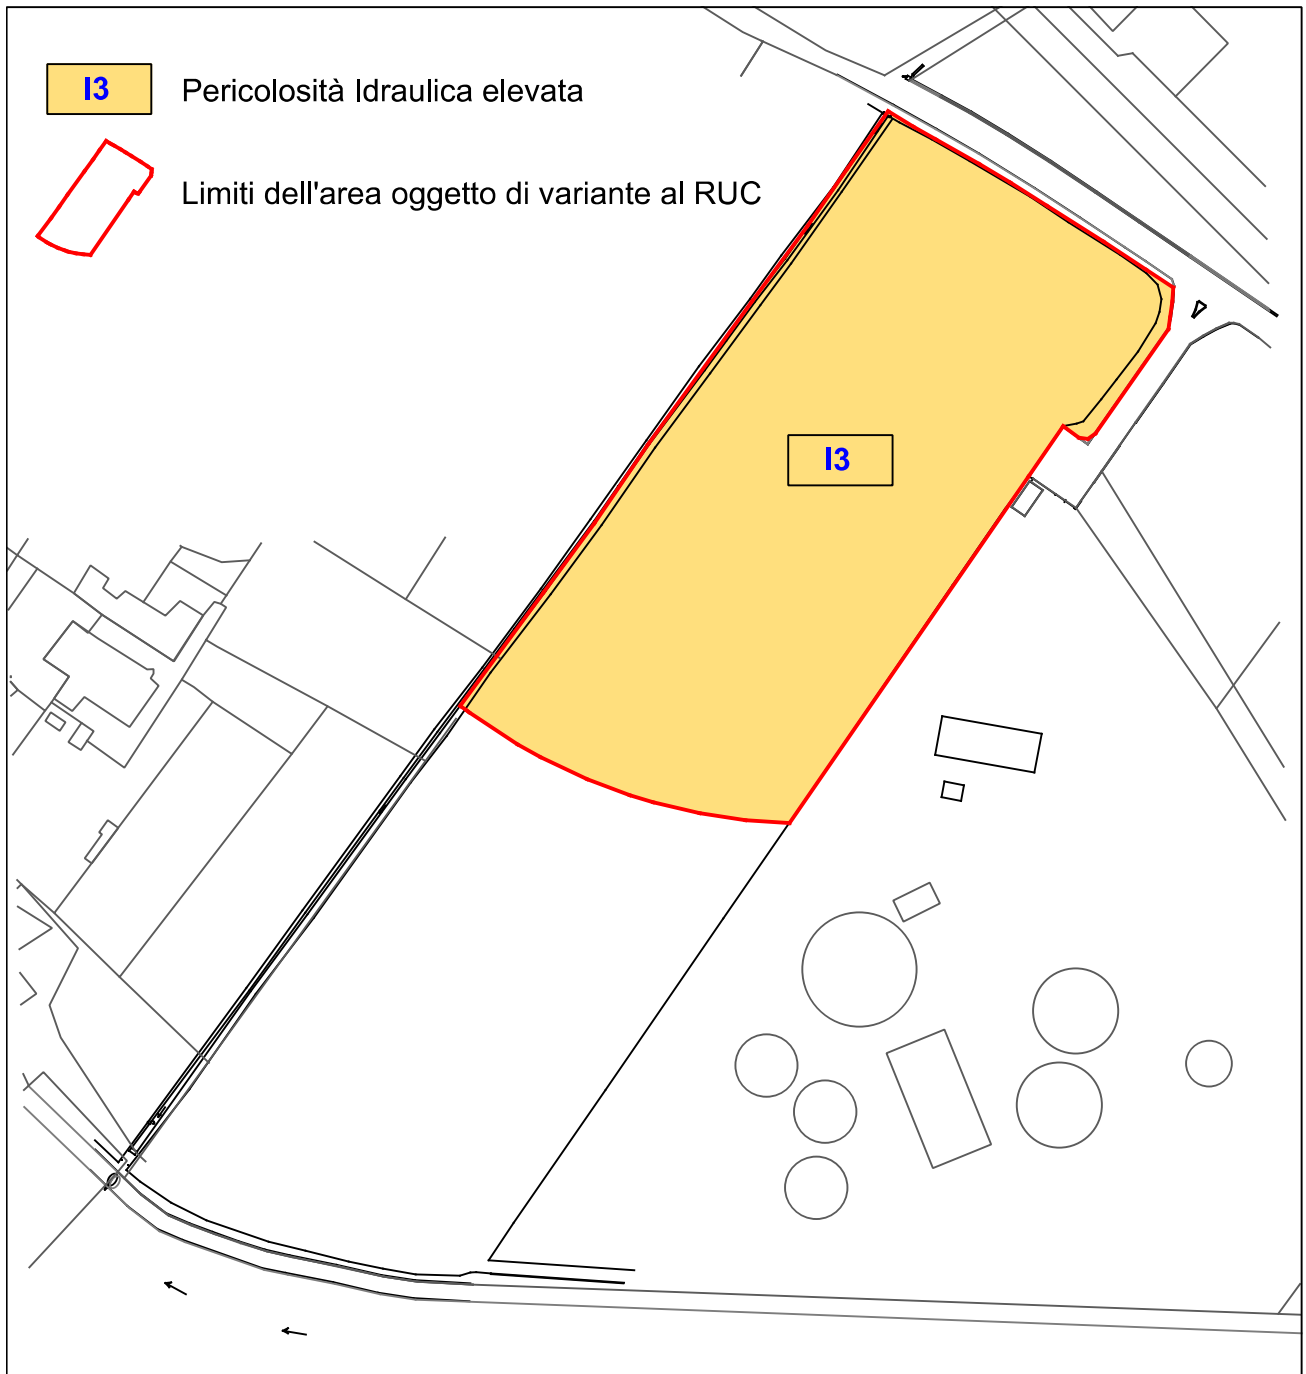 I3
Pericolosità Idraulica elevata
Limiti dell'area oggetto di variante al RUC
I3